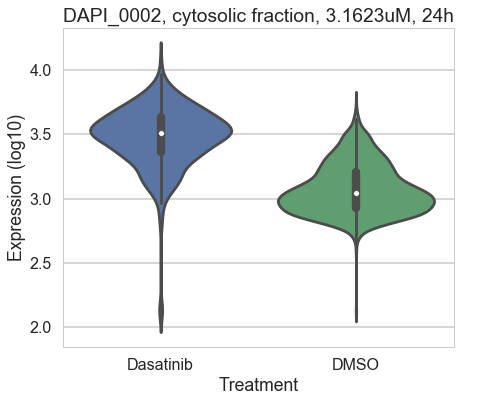 DAPI_0002, cytosolic fraction, 3.1623uM, 24h
Expression (log10)
4.0
3.5
3.0
2.5
2.0
Dasatinib DMSO
Treatment